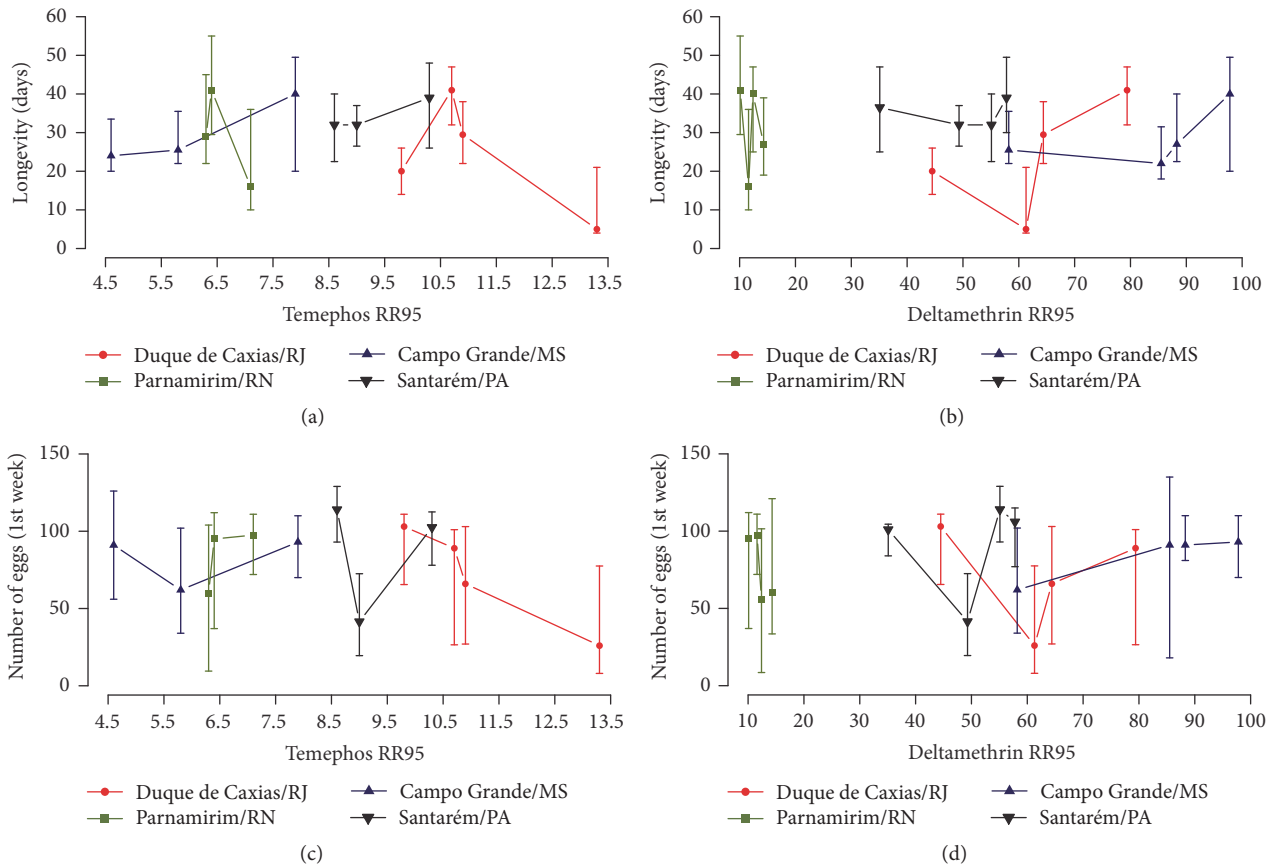 60
50
40
30
20
10
0
Longevity (days)
4.5 5.5 6.5 7.5 8.5 9.5 10.5 11.5 12.5 13.5
Temephos RR95
Duque de Caxias/RJ Campo Grande/MS
Parnamirim/RN Santarém/PA
(a)
60
50
40
30
20
10
0
Longevity (days)
10 20 30 40 50 60 70 80 90 100
Deltamethrin RR95
Duque de Caxias/RJ Campo Grande/MS
Parnamirim/RN Santarém/PA
(b)
150
100
50
0
Number of eggs (1st week)
4.5 5.5 6.5 7.5 8.5 9.5 10.5 11.5 12.5 13.5
Temephos RR95
Duque de Caxias/RJ Campo Grande/MS
Parnamirim/RN Santarém/PA
(c)
150
100
50
0
Number of eggs (1st week)
10 20 30 40 50 60 70 80 90 100
Deltamethrin RR95
Duque de Caxias/RJ Campo Grande/MS
Parnamirim/RN Santarém/PA
(d)